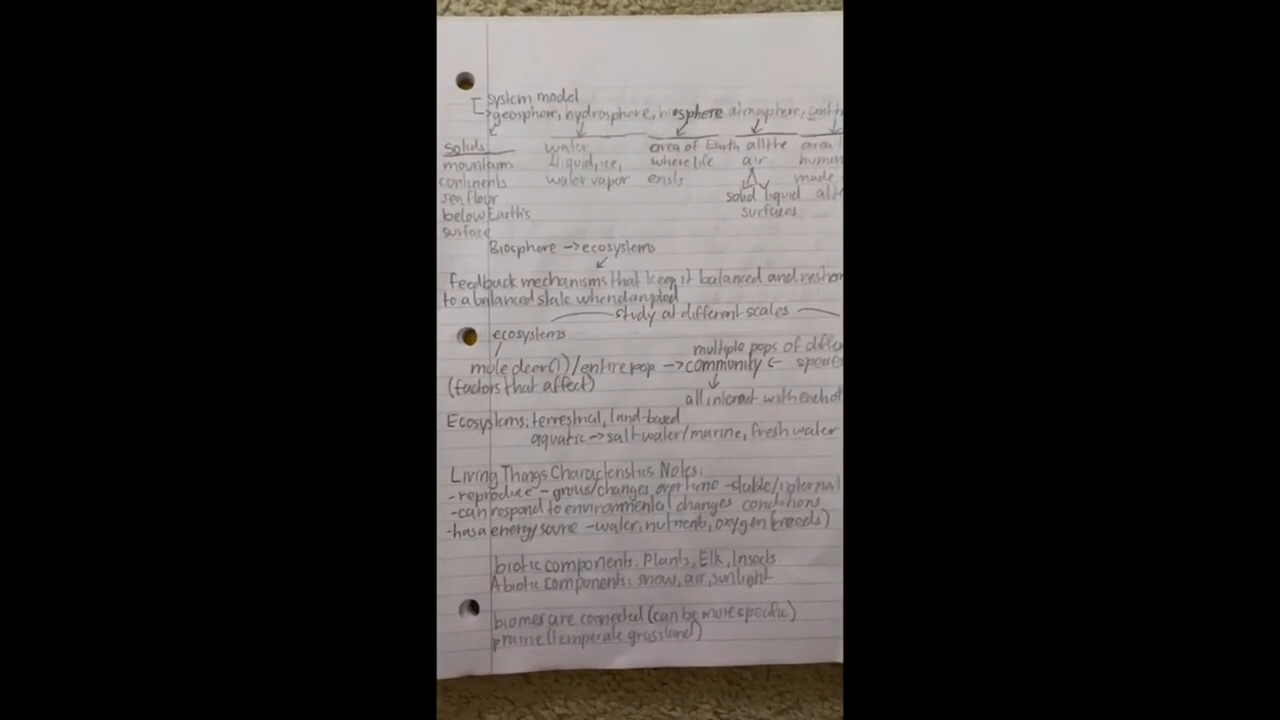 system model
geosphere, hydrosphere, biosphere atmosphere,
solids water area of Earth all the area
mountains liquid, ice, where life air
continents water vapor exists made
sea floor solid liquid
below Earth's surfaces
surface
Biosphere → ecosystems
feedback mechanisms that keep it balanced and
to a balanced state when
study at different scales
ecosystems
multiple pops of
mule deer(1)/entire pop → community ←
(factors that affect)
all interact with each
Ecosystems: terrestrial, land-based
aquatic → salt water/marine, fresh water
Living Things Characteristics Notes:
- reproduce - grows/changes over time - stable/internal
- can respond to environmental changes conditions
- has a energy source - water, nutrients, oxygen (needs)
biotic components: Plants, Elk, Insects
Abiotic components: snow, air, sunlight
biomes are connected (can be more specific)
prairie (temperate grassland)